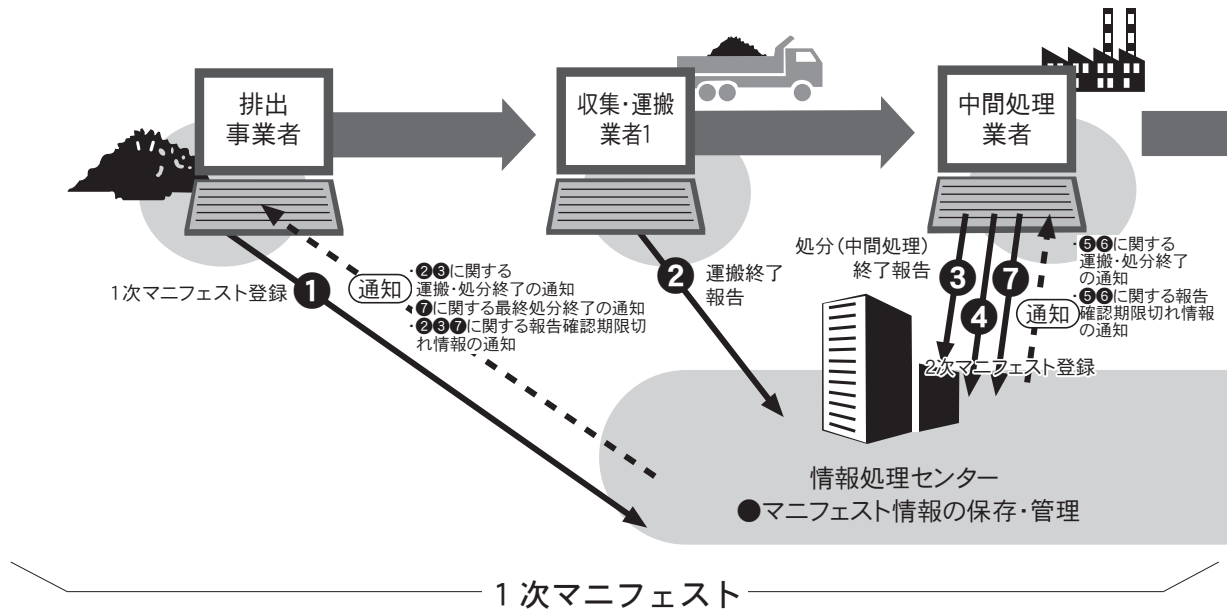 排出
事業者
収集・運搬
業者1
中間処理
業者
1次マニフェスト登録
❶
通知
・❷❸に関する
運搬・処分終了の通知
・❼に関する最終処分終了の通知
・❷❸❼に関する報告確認期限切
れ情報の通知
❷
運搬終了
報告
処分(中間処理)
終了報告
❸
❹
❼
2次マニフェスト登録
通知
・❺❻に関する
運搬・処分終了
の通知
・❺❻に関する報告
確認期限切れ情報
の通知
情報処理センター
●マニフェスト情報の保存・管理
1次マニフェスト